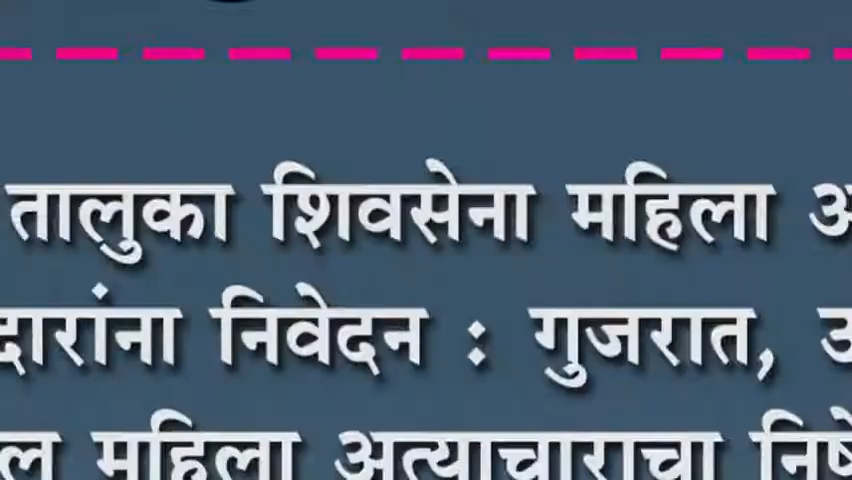 तालुका शिवसेना महिला
निवेदन : गुजरात,
महिला अत्याचाराचा